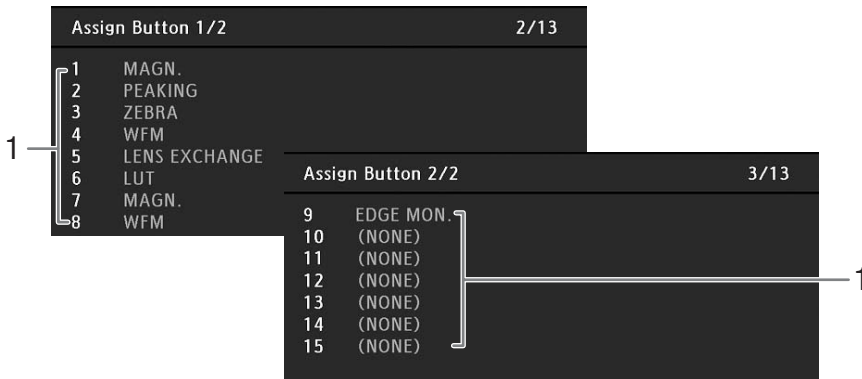 Assign Button 1/2 2/13
1 MAGN.
2 PEAKING
3 ZEBRA
4 WFM
5 LENS EXCHANGE
6 LUT
7 MAGN.
8 WFM
1
Assign Button 2/2 3/13
9 EDGE MON.
10 (NONE)
11 (NONE)
12 (NONE)
13 (NONE)
14 (NONE)
15 (NONE)
1